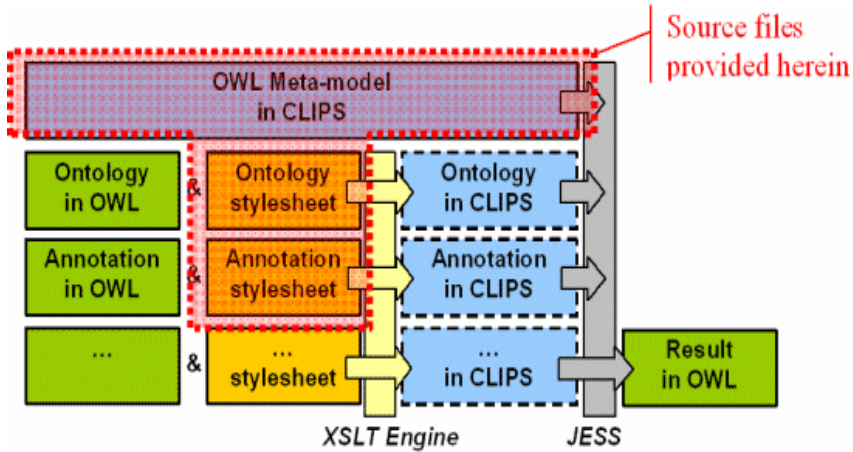 Source files
provided herein
OWL Meta-model
in CLIPS
Ontology
in OWL
&
Ontology
stylesheet
Ontology
in CLIPS
Annotation
in OWL
&
Annotation
stylesheet
Annotation
in CLIPS
...
&
...
stylesheet
...
in CLIPS
Result
in OWL
XSLT Engine
JESS